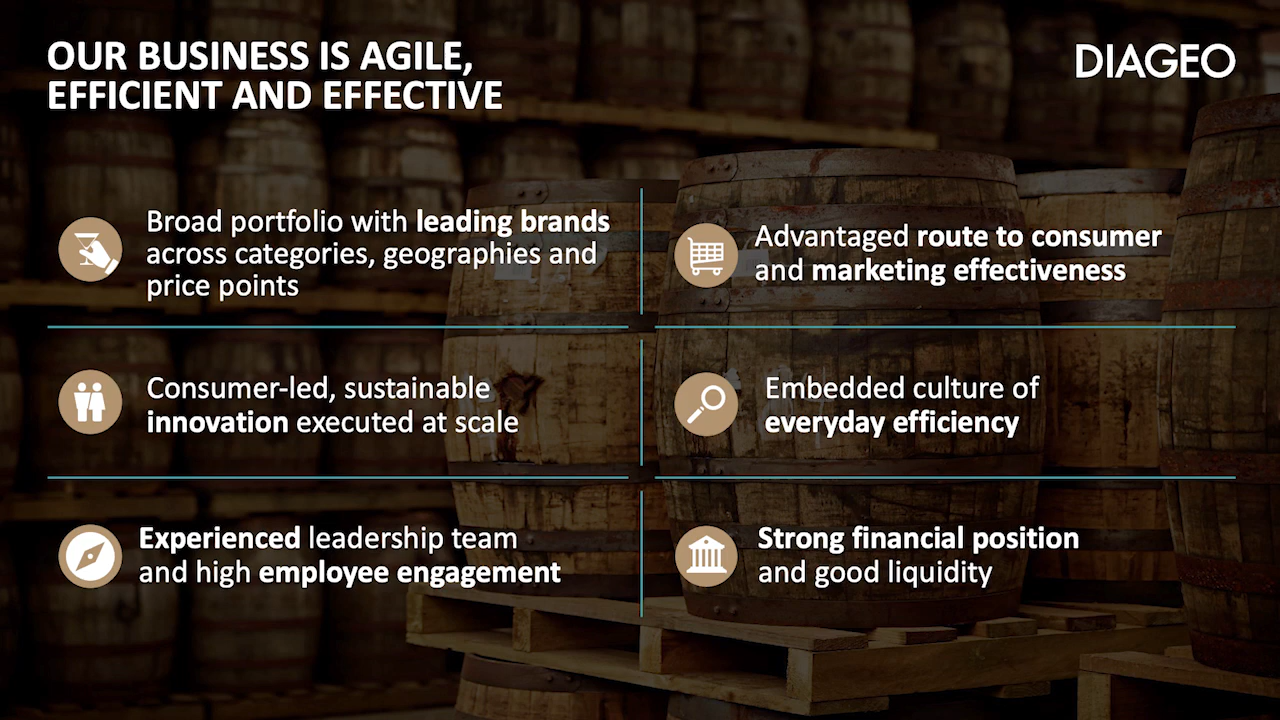 OUR BUSINESS IS AGILE,
EFFICIENT AND EFFECTIVE
DIAGEO
Broad portfolio with leading brands
across categories, geographies and
price points
Advantaged route to consumer
and marketing effectiveness
Consumer-led, sustainable
innovation executed at scale
Embedded culture of
everyday efficiency
Experienced leadership team
and high employee engagement
Strong financial position
and good liquidity